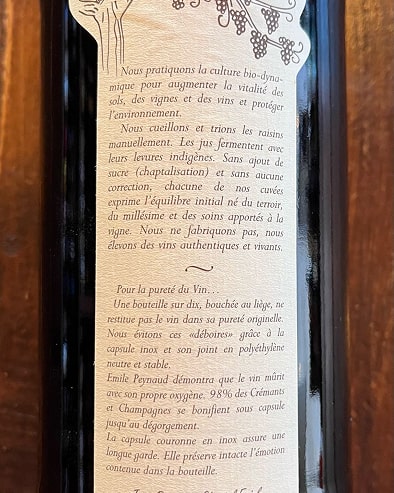 Nous pratiquons la culture bio-dyna-
mique pour augmenter la vitalité des
sols, des vignes et des vins et protéger
l'environnement.
Nous cueillons et trions les raisins
manuellement. Les jus fermentent avec
leurs levures indigènes. Sans ajout de
sucre (chaptalisation) et sans aucune
correction, chacune de nos cuvées
exprime l'équilibre initial né du terroir,
du millésime et des soins apportés à la
vigne. Nous ne fabriquons pas, nous
élevons des vins authentiques et vivants.
Pour la pureté du Vin...
Une bouteille sur dix, bouchée au liège, ne
restitue pas le vin dans sa pureté originelle.
Nous évitons ces «déboires» grâce à la
capsule inox et son joint en polyéthylène
neutre et stable.
Emile Peynaud démontra que le vin mûrit
avec son propre oxygène. 98% des Crémants
et Champagnes se bonifient sous capsule
jusqu'au dégorgement.
La capsule couronne en inox assure une
longue garde. Elle préserve intacte l'émotion
contenue dans la bouteille.